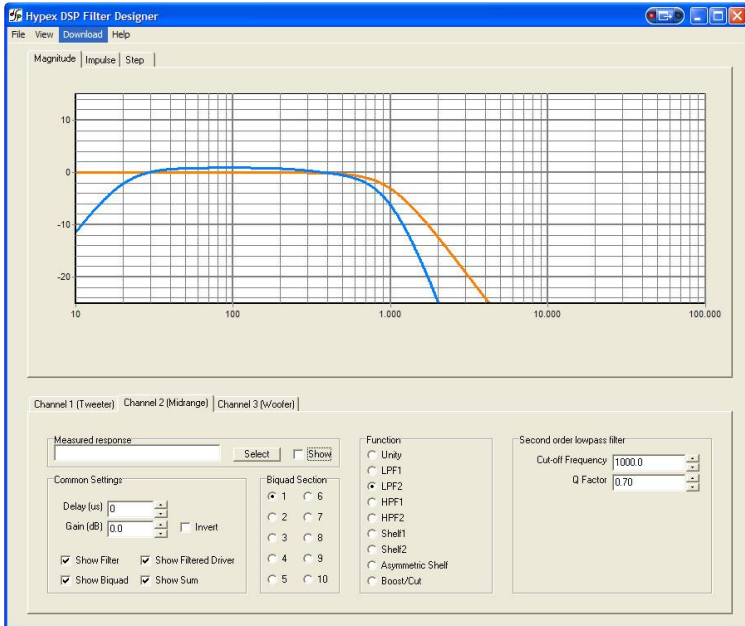 Hypex DSP Filter Designer
File View Download Help
Magnitude Impulse Step
10
0
-10
-20
10 100 1.000 10.000 100.000
Channel 1 (Tweeter) Channel 2 (Midrange) Channel 3 (Woofer)
Measured response
Select Show
Common Settings
Delay (us) 0
Gain (dB) 0.0 Invert
Show Filter Show Filtered Driver
Show Biquad Show Sum
Biquad Section
1 6
2 7
3 8
4 9
5 10
Function
Unity
LPF1
LPF2
HPF1
HPF2
Shelf1
Shelf2
Asymmetric Shelf
Boost/Cut
Second order lowpass filter
Cut-off Frequency 1000.0
Q Factor 0.70